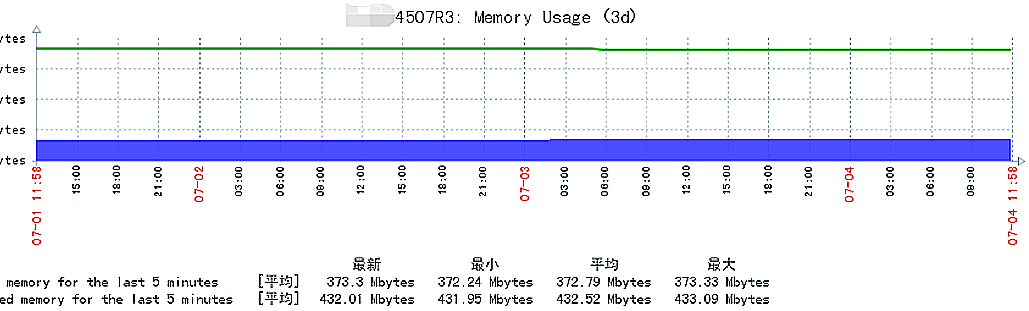 4507R3: Memory Usage (3d)
ytes
ytes
ytes
ytes
ytes
07-01 11:58 15:00 18:00 21:00 07-02 03:00 06:00 09:00 12:00 15:00 18:00 21:00 07-03 03:00 06:00 09:00 12:00 15:00 18:00 21:00 07-04 03:00 06:00 09:00 07-04 11:58
最新 最小 平均 最大
memory for the last 5 minutes [平均] 373.3 Mbytes 372.24 Mbytes 372.79 Mbytes 373.33 Mbytes
ed memory for the last 5 minutes [平均] 432.01 Mbytes 431.95 Mbytes 432.52 Mbytes 433.09 Mbytes